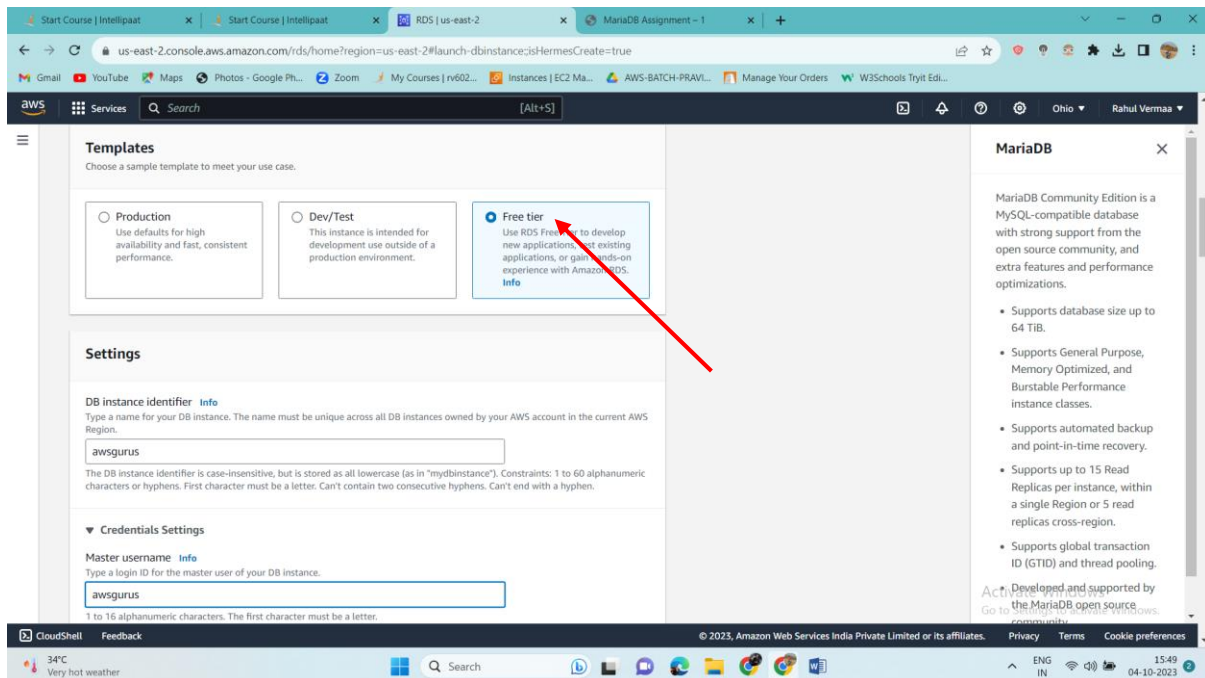 Start Course | Intellipaat
Start Course | Intellipaat
RDS | us-east-2
MariaDB Assignment – 1
us-east-2.console.aws.amazon.com/rds/home?region=us-east-2#launch-dbinstance;isHermesCreate=true
Gmail YouTube Maps Photos - Google Ph... Zoom My Courses | rv602... Instances | EC2 Ma... AWS-BATCH-PRAVI... Manage Your Orders W3Schools Tryit Edi...
aws Services Search [Alt+S] Ohio Rahul Vermaa
Templates
Choose a sample template to meet your use case.
Production
Use defaults for high
availability and fast, consistent
performance.
Dev/Test
This instance is intended for
development use outside of a
production environment.
Free tier
Use RDS Free Tier to develop
new applications, test existing
applications, or gain hands-on
experience with Amazon RDS.
Info
Settings
DB instance identifier Info
Type a name for your DB instance. The name must be unique across all DB instances owned by your AWS account in the current AWS
Region.
awsgurus
The DB instance identifier is case-insensitive, but is stored as all lowercase (as in "mydbinstance"). Constraints: 1 to 60 alphanumeric
characters or hyphens. First character must be a letter. Can't contain two consecutive hyphens. Can't end with a hyphen.
Credentials Settings
Master username Info
Type a login ID for the master user of your DB instance.
awsgurus
1 to 16 alphanumeric characters. The first character must be a letter.
MariaDB
MariaDB Community Edition is a
MySQL-compatible database
with strong support from the
open source community, and
extra features and performance
optimizations.
• Supports database size up to
64 TiB.
• Supports General Purpose,
Memory Optimized, and
Burstable Performance
instance classes.
• Supports automated backup
and point-in-time recovery.
• Supports up to 15 Read
Replicas per instance, within
a single Region or 5 read
replicas cross-region.
• Supports global transaction
ID (GTID) and thread pooling.
• Developed and supported by
the MariaDB open source
community.
Activate Windows
Go to Settings to activate Windows.
CloudShell Feedback © 2023, Amazon Web Services India Private Limited or its affiliates. Privacy Terms Cookie preferences
34°C
Very hot weather
Search
ENG
IN
15:49
04-10-2023
2